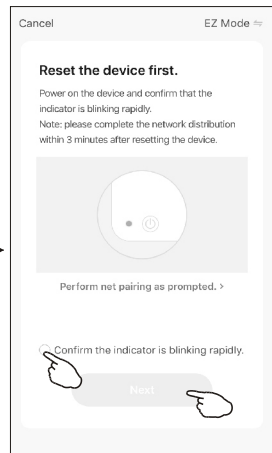 Cancel EZ Mode ⇋
Reset the device first.
Power on the device and confirm that the
indicator is blinking rapidly.
Note: please complete the network distribution
within 3 minutes after resetting the device.
Perform net pairing as prompted. >
Confirm the indicator is blinking rapidly.
Next